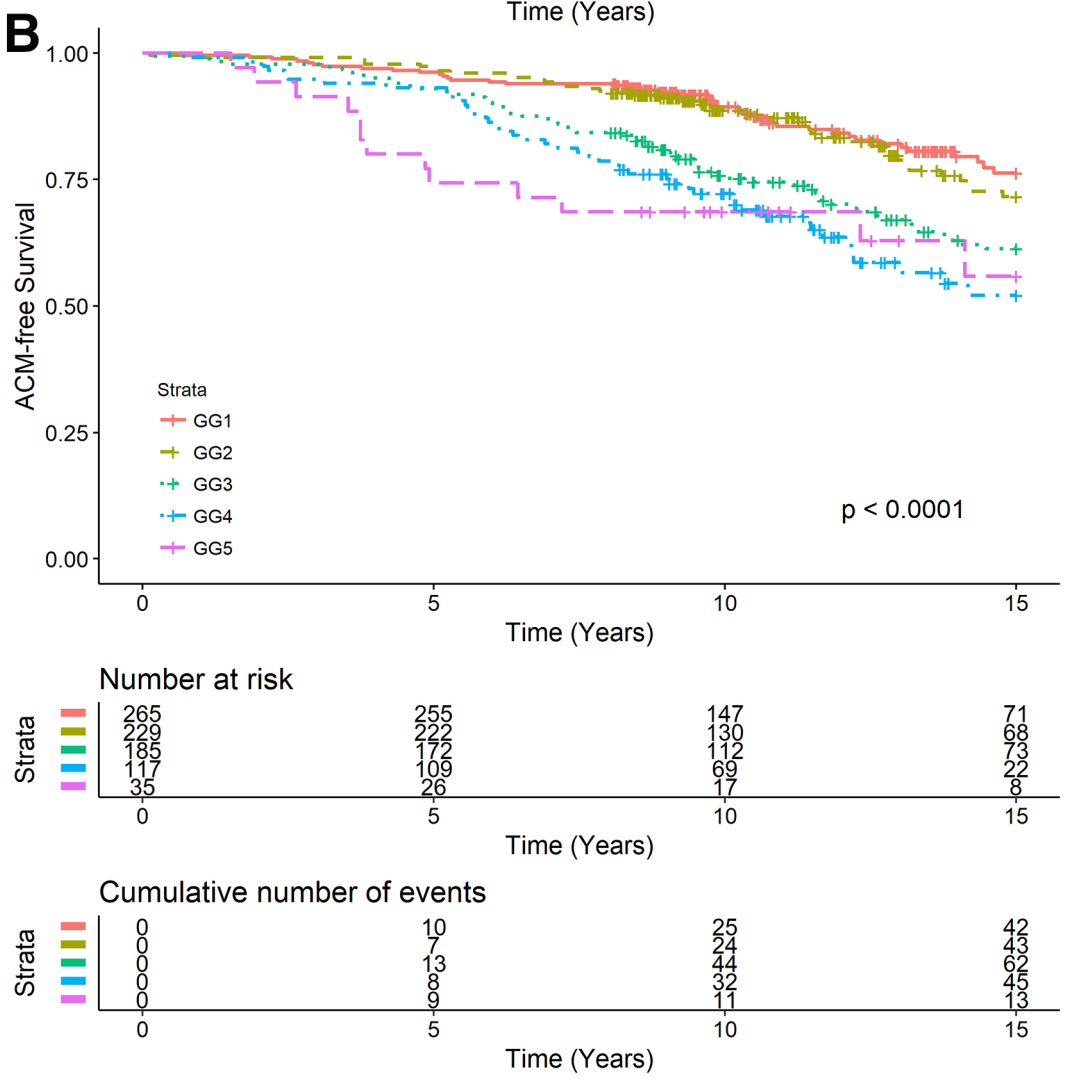 Time (Years)
B
1.00
0.75
0.50
0.25
0.00
ACM-free Survival
Strata
GG1
GG2
GG3
GG4
GG5
p < 0.0001
0 5 10 15
Time (Years)
Number at risk
Strata
265 255 147 71
229 222 130 68
185 172 112 73
117 109 69 22
35 26 17 8
0 5 10 15
Time (Years)
Cumulative number of events
Strata
0 10 25 42
0 7 24 43
0 13 44 62
0 8 32 45
0 9 11 13
0 5 10 15
Time (Years)